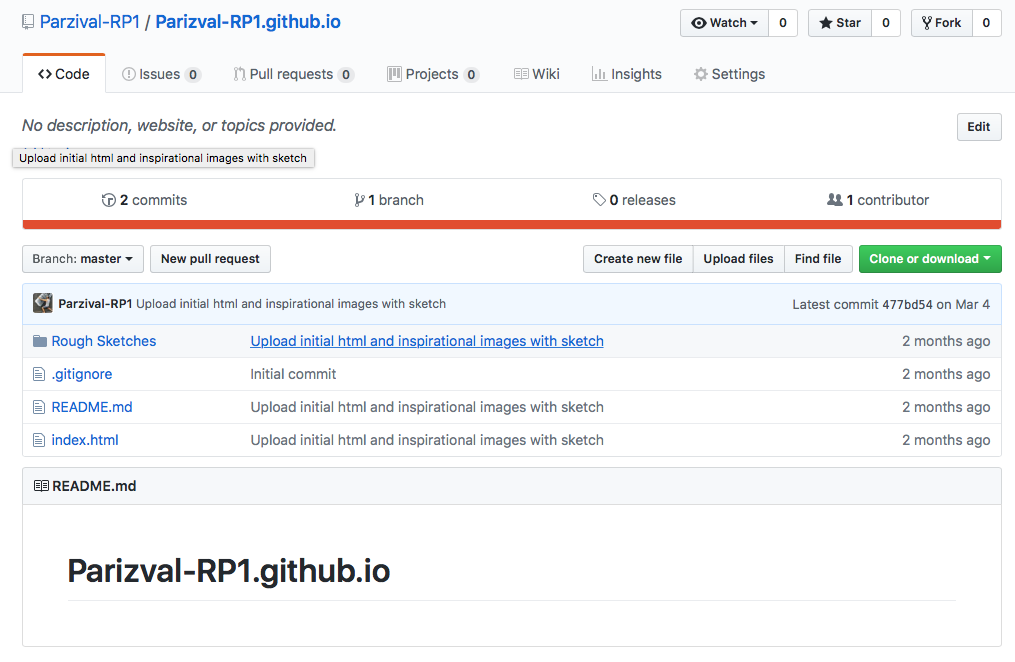 Parzival-RP1 / Parizval-RP1.github.io
Watch 0 Star 0 Fork 0
Code Issues 0 Pull requests 0 Projects 0 Wiki Insights Settings
No description, website, or topics provided.
Edit
Upload initial html and inspirational images with sketch
2 commits 1 branch 0 releases 1 contributor
Branch: master New pull request Create new file Upload files Find file Clone or download
Parzival-RP1 Upload initial html and inspirational images with sketch Latest commit 477bd54 on Mar 4
Rough Sketches Upload initial html and inspirational images with sketch 2 months ago
.gitignore Initial commit 2 months ago
README.md Upload initial html and inspirational images with sketch 2 months ago
index.html Upload initial html and inspirational images with sketch 2 months ago
README.md
Parizval-RP1.github.io